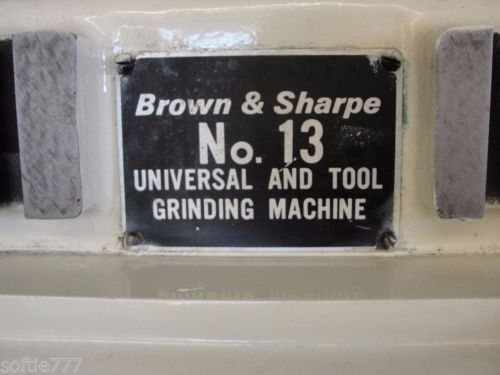 Brown & Sharpe
No. 13
UNIVERSAL AND TOOL
GRINDING MACHINE
softie777